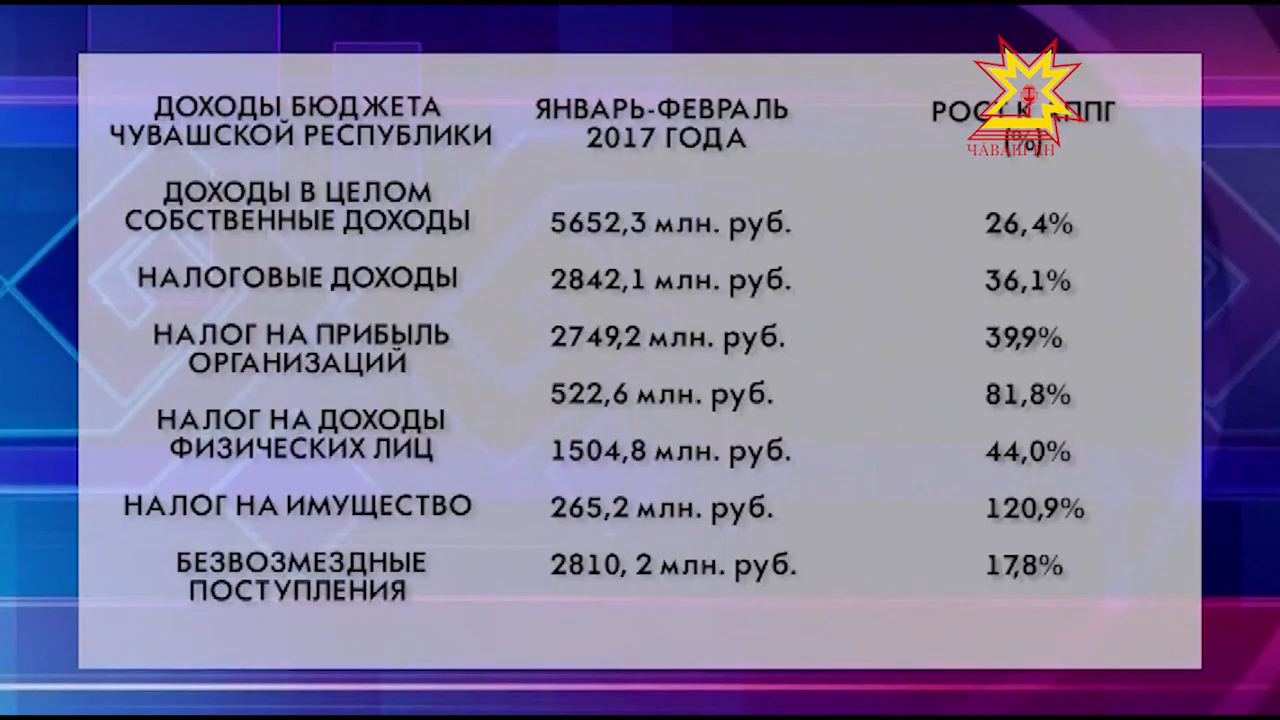 ДОХОДЫ БЮДЖЕТА
ЧУВАШСКОЙ РЕСПУБЛИКИ
ЯНВАРЬ-ФЕВРАЛЬ
2017 ГОДА
(%)
ДОХОДЫ В ЦЕЛОМ
СОБСТВЕННЫЕ ДОХОДЫ
5652,3 млн. руб.
26,4%
НАЛОГОВЫЕ ДОХОДЫ
2842,1 млн. руб.
36,1%
НАЛОГ НА ПРИБЫЛЬ
ОРГАНИЗАЦИЙ
2749,2 млн. руб.
39,9%
522,6 млн. руб.
81,8%
НАЛОГ НА ДОХОДЫ
ФИЗИЧЕСКИХ ЛИЦ
1504,8 млн. руб.
44,0%
НАЛОГ НА ИМУЩЕСТВО
265,2 млн. руб.
120,9%
БЕЗВОЗМЕЗДНЫЕ
ПОСТУПЛЕНИЯ
2810, 2 млн. руб.
17,8%